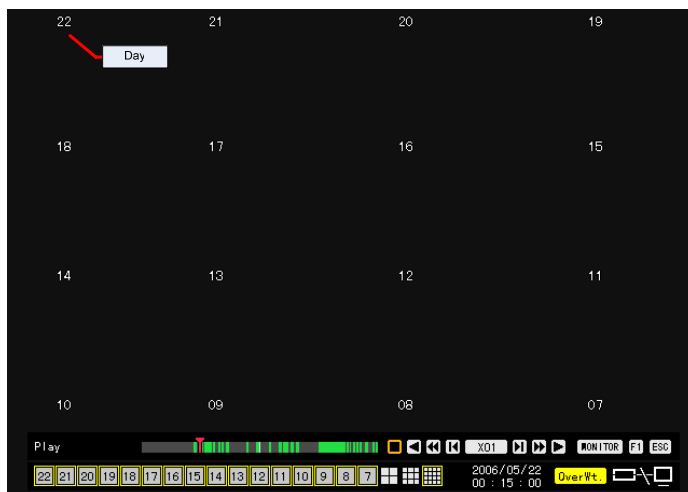 22 21 20 19
Day
18 17 16 15
14 13 12 11
10 09 08 07
Play X01 MONITOR F1 ESC
22 21 20 19 18 17 16 15 14 13 12 11 10 9 8 7 2006/05/22 OverWt.
00 : 15 : 00